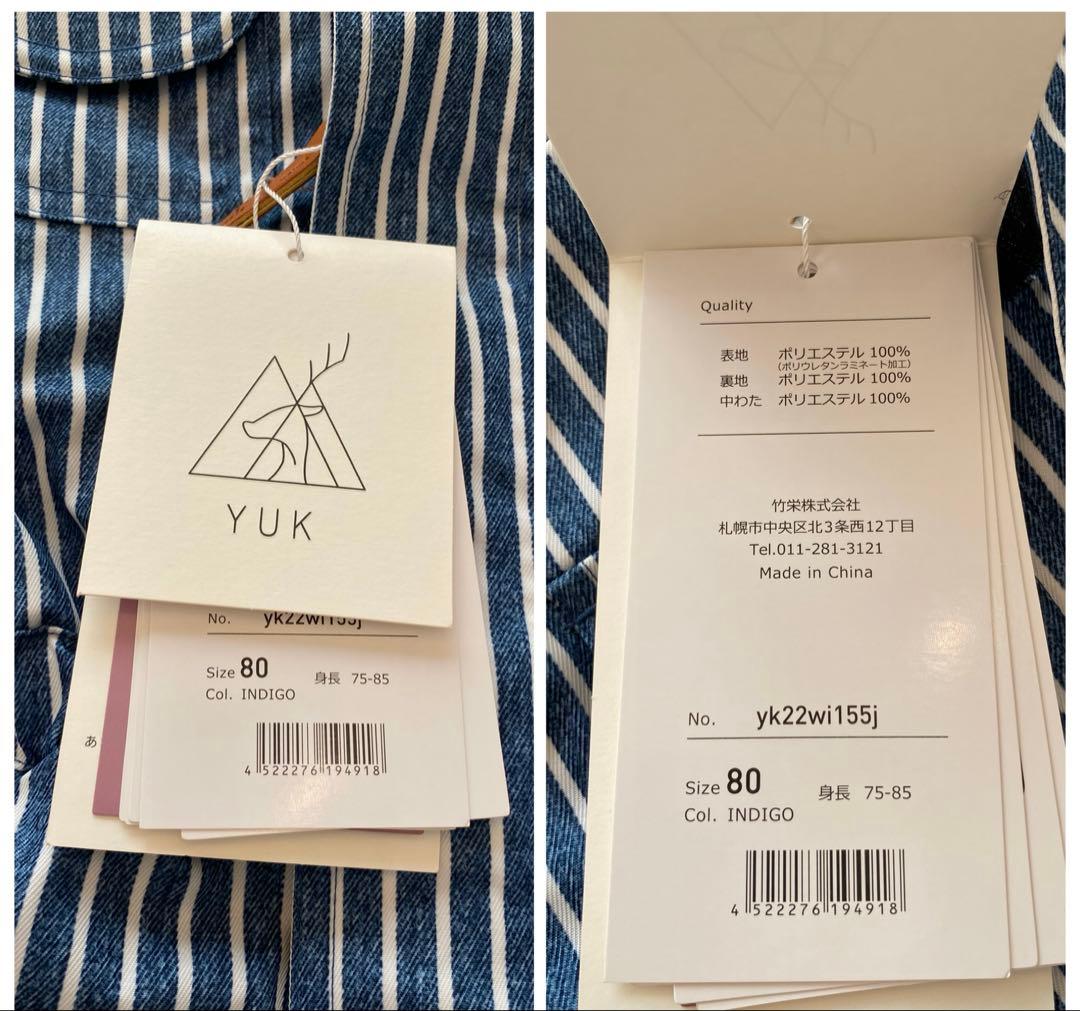 YUK
No. yk22wi155j
Size 80 身長 75-85
Col. INDIGO
4 522276 194918
あ
Quality
表地 ポリエステル 100%
(ポリウレタンラミネート加工)
裏地 ポリエステル 100%
中わた ポリエステル 100%
竹栄株式会社
札幌市中央区北3条西12丁目
Tel.011-281-3121
Made in China
No. yk22wi155j
Size 80 身長 75-85
Col. INDIGO
4 522276 194918